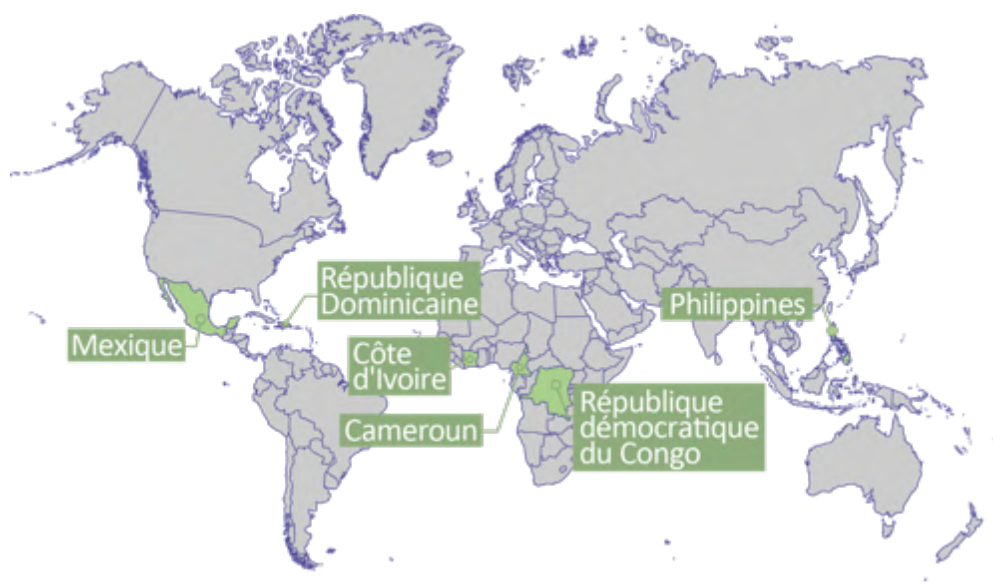 République
Dominicaine
Philippines
Mexique
Côte
d'Ivoire
Cameroun
République
démocratique
du Congo